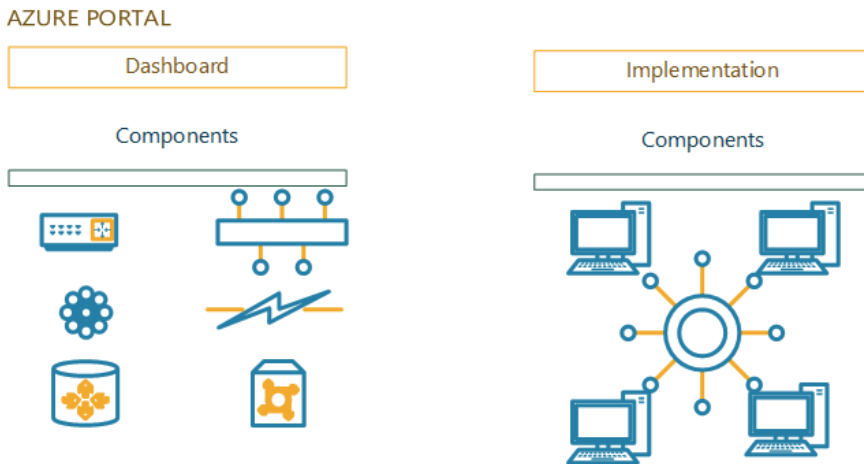 AZURE PORTAL
Dashboard
Components
Implementation
Components